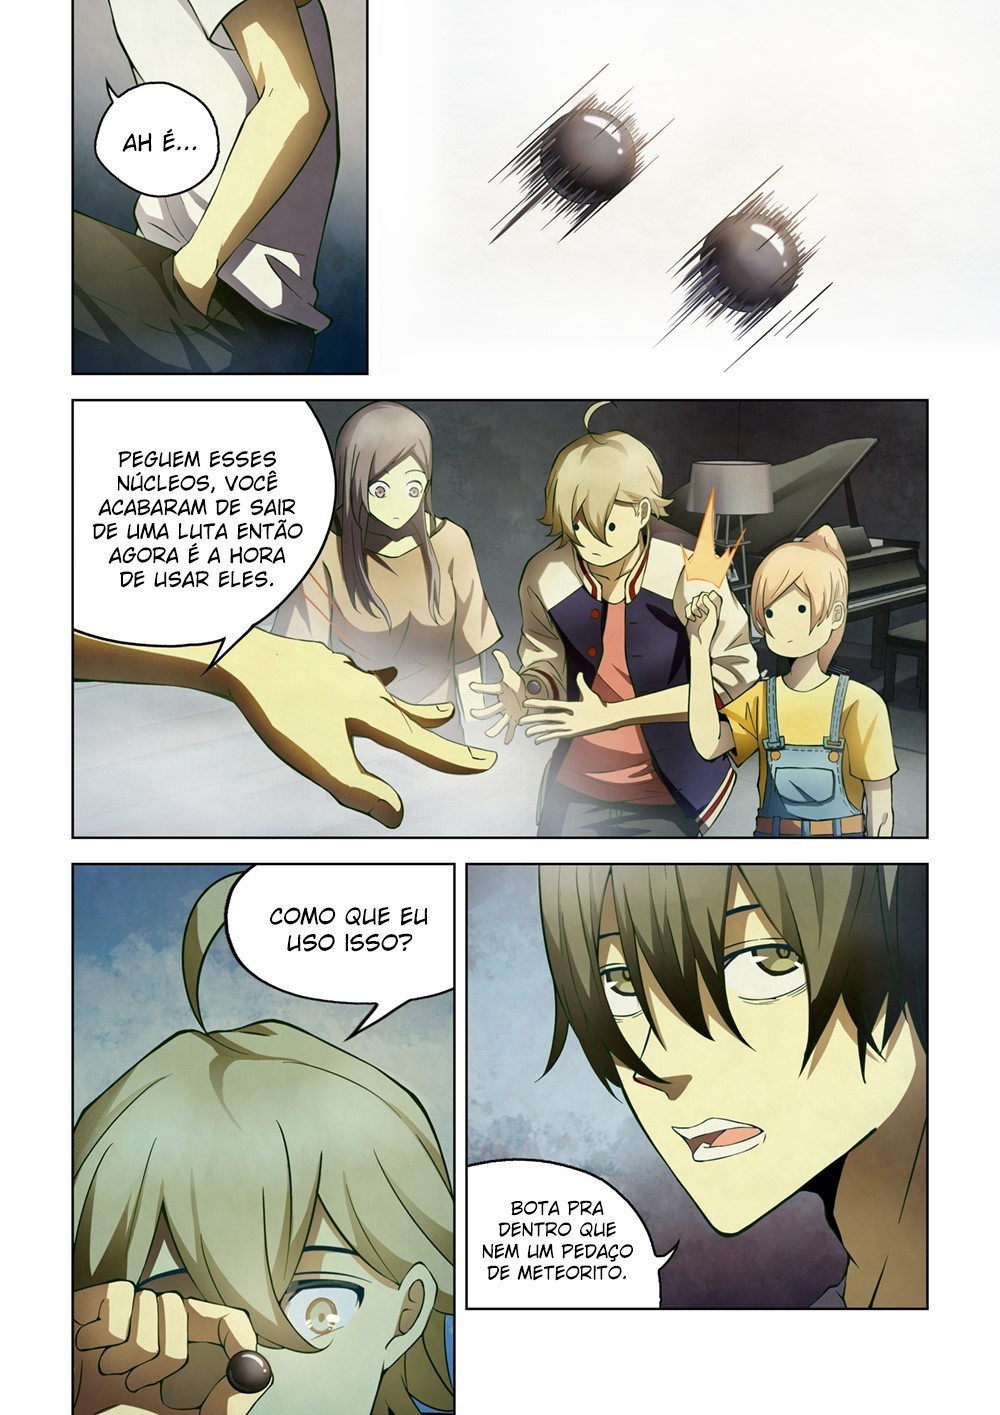 AH É...
PEGUEM ESSES
NÚCLEOS, VOCÊ
ACABARAM DE SAIR
DE UMA LUTA ENTÃO
AGORA É A HORA
DE USAR ELES.
COMO QUE EU
USO ISSO?
BOTA PRA
DENTRO QUE
NEM UM PEDAÇO
DE METEORITO.